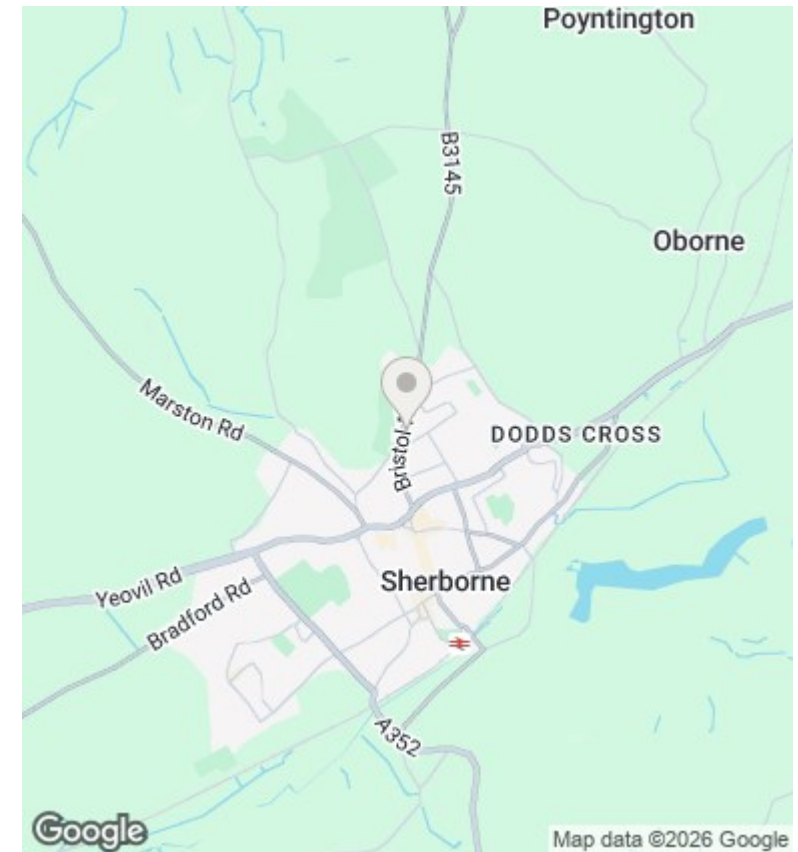 Poyntington
B3145
Oborne
Marston Rd
DODDS CROSS
Bristol
Sherborne
Yeovil Rd
Bradford Rd
A352
Google
Map data ©2026 Google